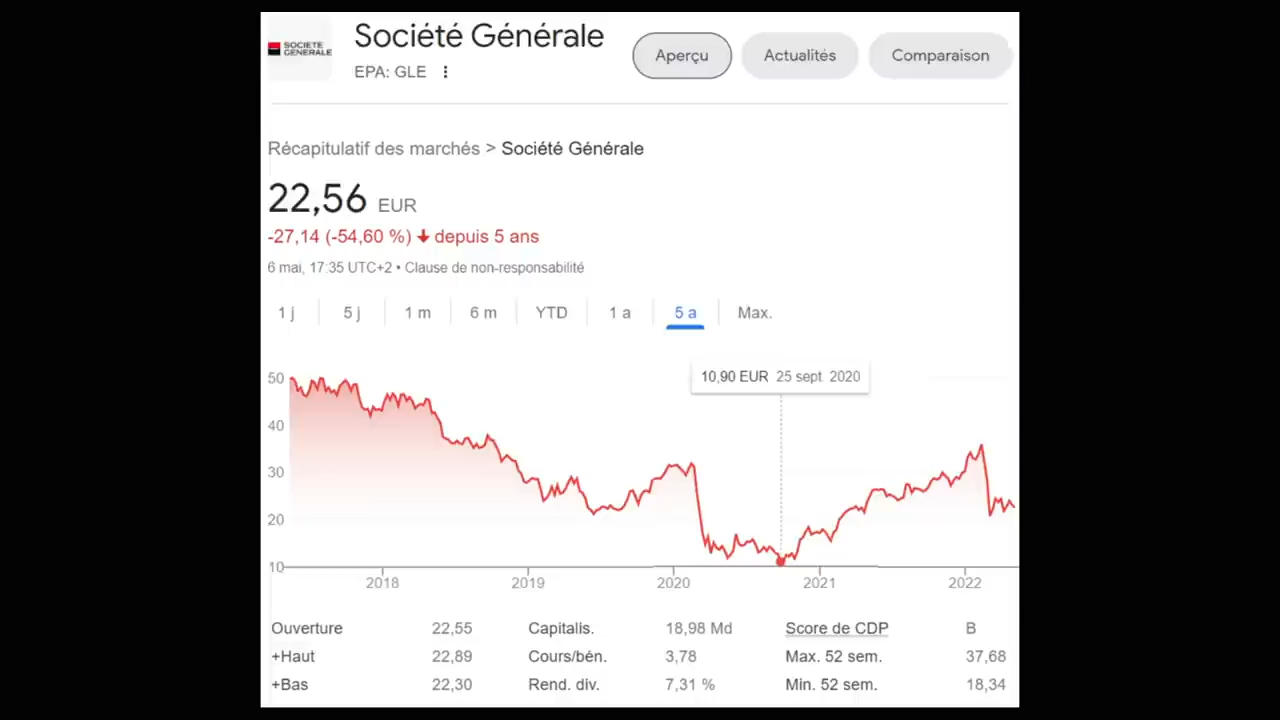 SOCIETE GENERALE
Société Générale
EPA: GLE
Aperçu
Actualités
Comparaison
Récapitulatif des marchés > Société Générale
22,56 EUR
-27,14 (-54,60 %) ↓ depuis 5 ans
6 mai, 17:35 UTC+2 • Clause de non-responsabilité
1 j 5 j 1 m 6 m YTD 1 a 5 a Max.
10,90 EUR 25 sept. 2020
50
40
30
20
10
2018 2019 2020 2021 2022
Ouverture 22,55 Capitalis. 18,98 Md Score de CDP B
+Haut 22,89 Cours/bén. 3,78 Max. 52 sem. 37,68
+Bas 22,30 Rend. div. 7,31 % Min. 52 sem. 18,34